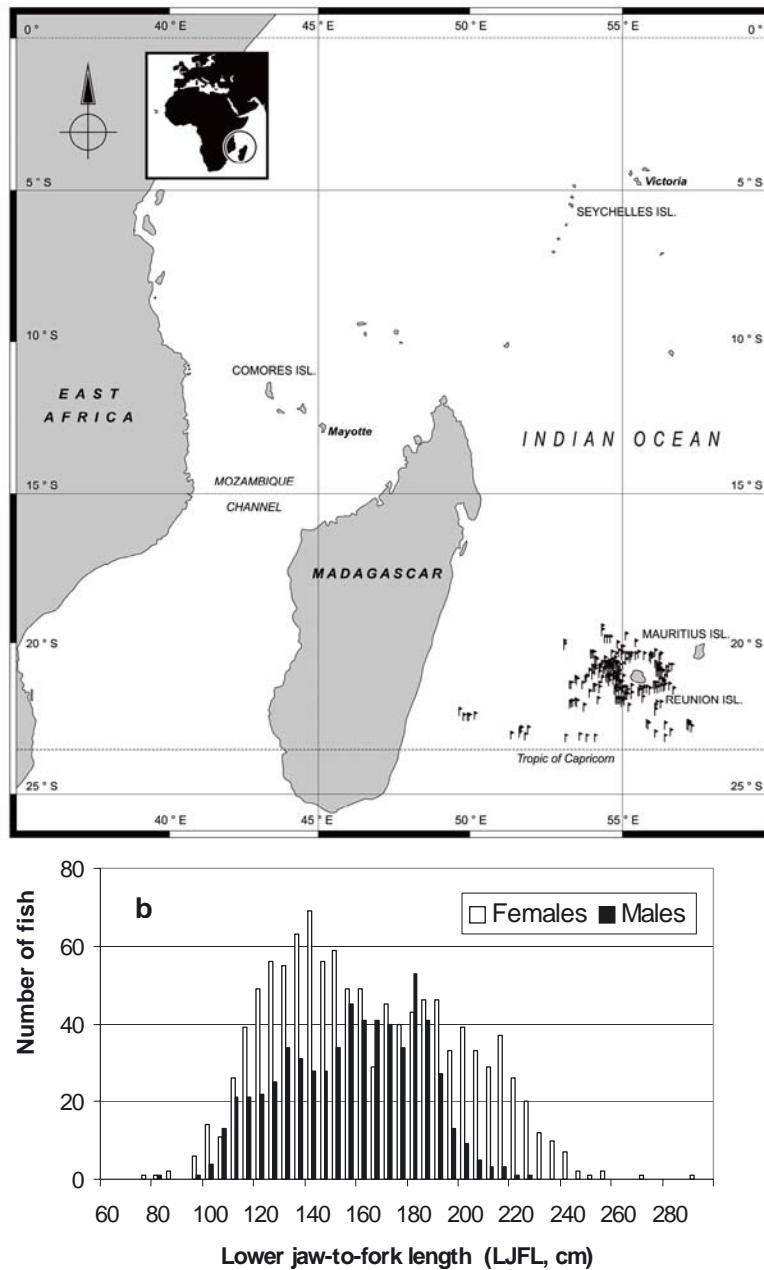 40 ° E 45 ° E 50 ° E 55 ° E
0 ° 0 °
Victoria
5 ° S 5 ° S
SEYCHELLES ISL.
10 ° S 10 ° S
COMORES ISL.
EAST
AFRICA
Mayotte
INDIAN OCEAN
15 ° S 15 ° S
MOZAMBIQUE
CHANNEL
MADAGASCAR
MAURITIUS ISL.
20 ° S 20 ° S
REUNION ISL.
Tropic of Capricorn
25 ° S 25 ° S
40 ° E 45 ° E 50 ° E 55 ° E
b
Females Males
Number of fish
80
60
40
20
0
60 80 100 120 140 160 180 200 220 240 260 280
Lower jaw-to-fork length (LJFL, cm)